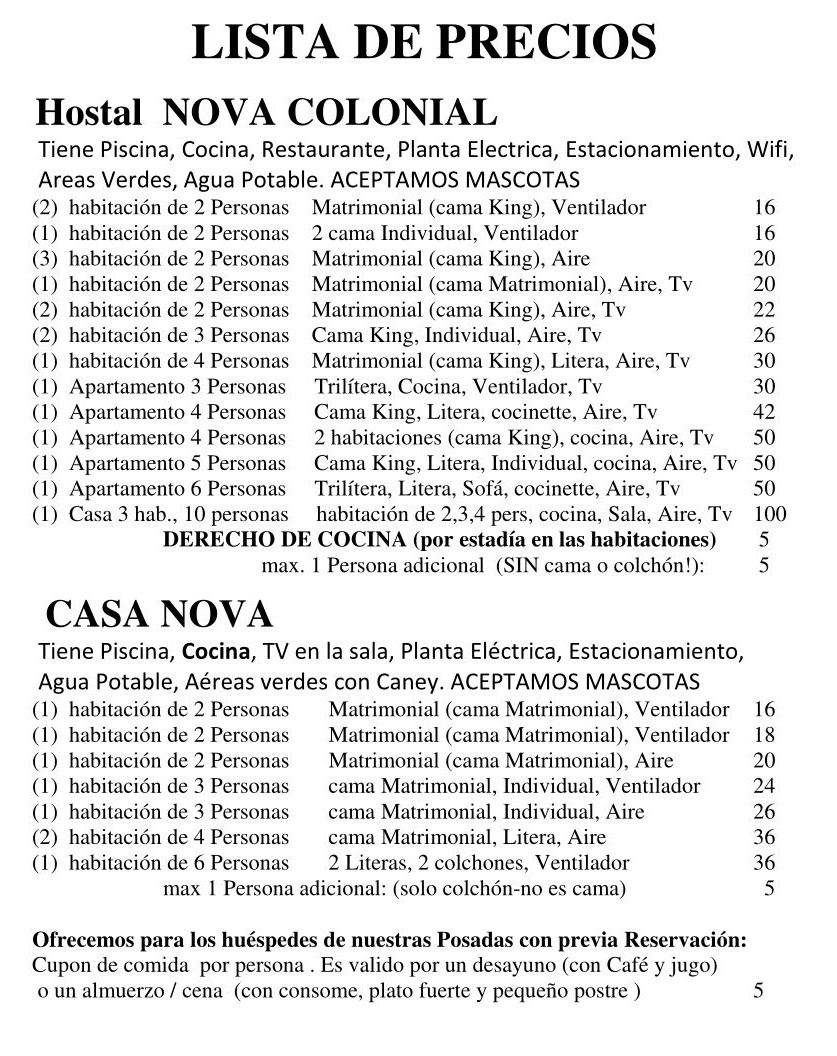 LISTA DE PRECIOS
Hostal NOVA COLONIAL
Tiene Piscina, Cocina, Restaurante, Planta Electrica, Estacionamiento, Wifi,
Areas Verdes, Agua Potable. ACEPTAMOS MASCOTAS
(2) habitación de 2 Personas Matrimonial (cama King), Ventilador 16
(1) habitación de 2 Personas 2 cama Individual, Ventilador 16
(3) habitación de 2 Personas Matrimonial (cama King), Aire 20
(1) habitación de 2 Personas Matrimonial (cama Matrimonial), Aire, Tv 20
(2) habitación de 2 Personas Matrimonial (cama King), Aire, Tv 22
(2) habitación de 3 Personas Cama King, Individual, Aire, Tv 26
(1) habitación de 4 Personas Matrimonial (cama King), Litera, Aire, Tv 30
(1) Apartamento 3 Personas Trilítera, Cocina, Ventilador, Tv 30
(1) Apartamento 4 Personas Cama King, Litera, cocinette, Aire, Tv 42
(1) Apartamento 4 Personas 2 habitaciones (cama King), cocina, Aire, Tv 50
(1) Apartamento 5 Personas Cama King, Litera, Individual, cocina, Aire, Tv 50
(1) Apartamento 6 Personas Trilítera, Litera, Sofá, cocinette, Aire, Tv 50
(1) Casa 3 hab., 10 personas habitación de 2,3,4 pers, cocina, Sala, Aire, Tv 100
DERECHO DE COCINA (por estadía en las habitaciones) 5
max. 1 Persona adicional (SIN cama o colchón!): 5
CASA NOVA
Tiene Piscina, Cocina, TV en la sala, Planta Eléctrica, Estacionamiento,
Agua Potable, Aéreas verdes con Caney. ACEPTAMOS MASCOTAS
(1) habitación de 2 Personas Matrimonial (cama Matrimonial), Ventilador 16
(1) habitación de 2 Personas Matrimonial (cama Matrimonial), Ventilador 18
(1) habitación de 2 Personas Matrimonial (cama Matrimonial), Aire 20
(1) habitación de 3 Personas cama Matrimonial, Individual, Ventilador 24
(1) habitación de 3 Personas cama Matrimonial, Individual, Aire 26
(2) habitación de 4 Personas cama Matrimonial, Litera, Aire 36
(1) habitación de 6 Personas 2 Literas, 2 colchones, Ventilador 36
max 1 Persona adicional: (solo colchón-no es cama) 5
Ofrecemos para los huéspedes de nuestras Posadas con previa Reservación:
Cupon de comida por persona . Es valido por un desayuno (con Café y jugo)
o un almuerzo / cena (con consome, plato fuerte y pequeño postre ) 5